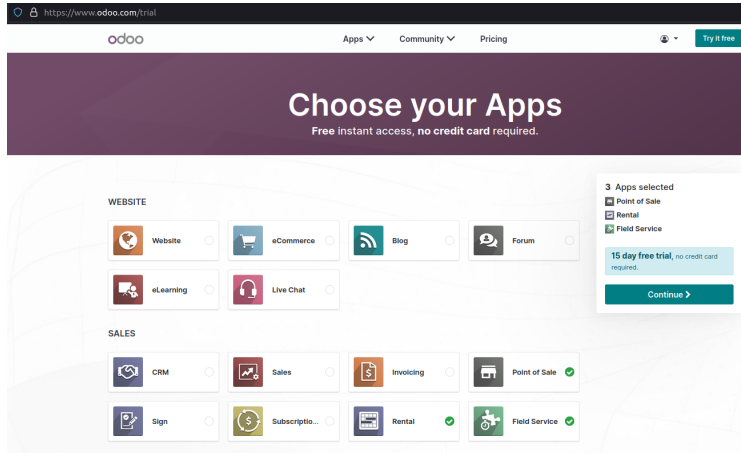 https://www.odoo.com/trial
odoo
Apps
Community
Pricing
Try it free
Choose your Apps
Free instant access, no credit card required.
3 Apps selected
Point of Sale
Rental
Field Service
15 day free trial, no credit card
required.
Continue
WEBSITE
Website
eCommerce
Blog
Forum
eLearning
Live Chat
SALES
CRM
Sales
Invoicing
Point of Sale
Sign
Subscriptio...
Rental
Field Service